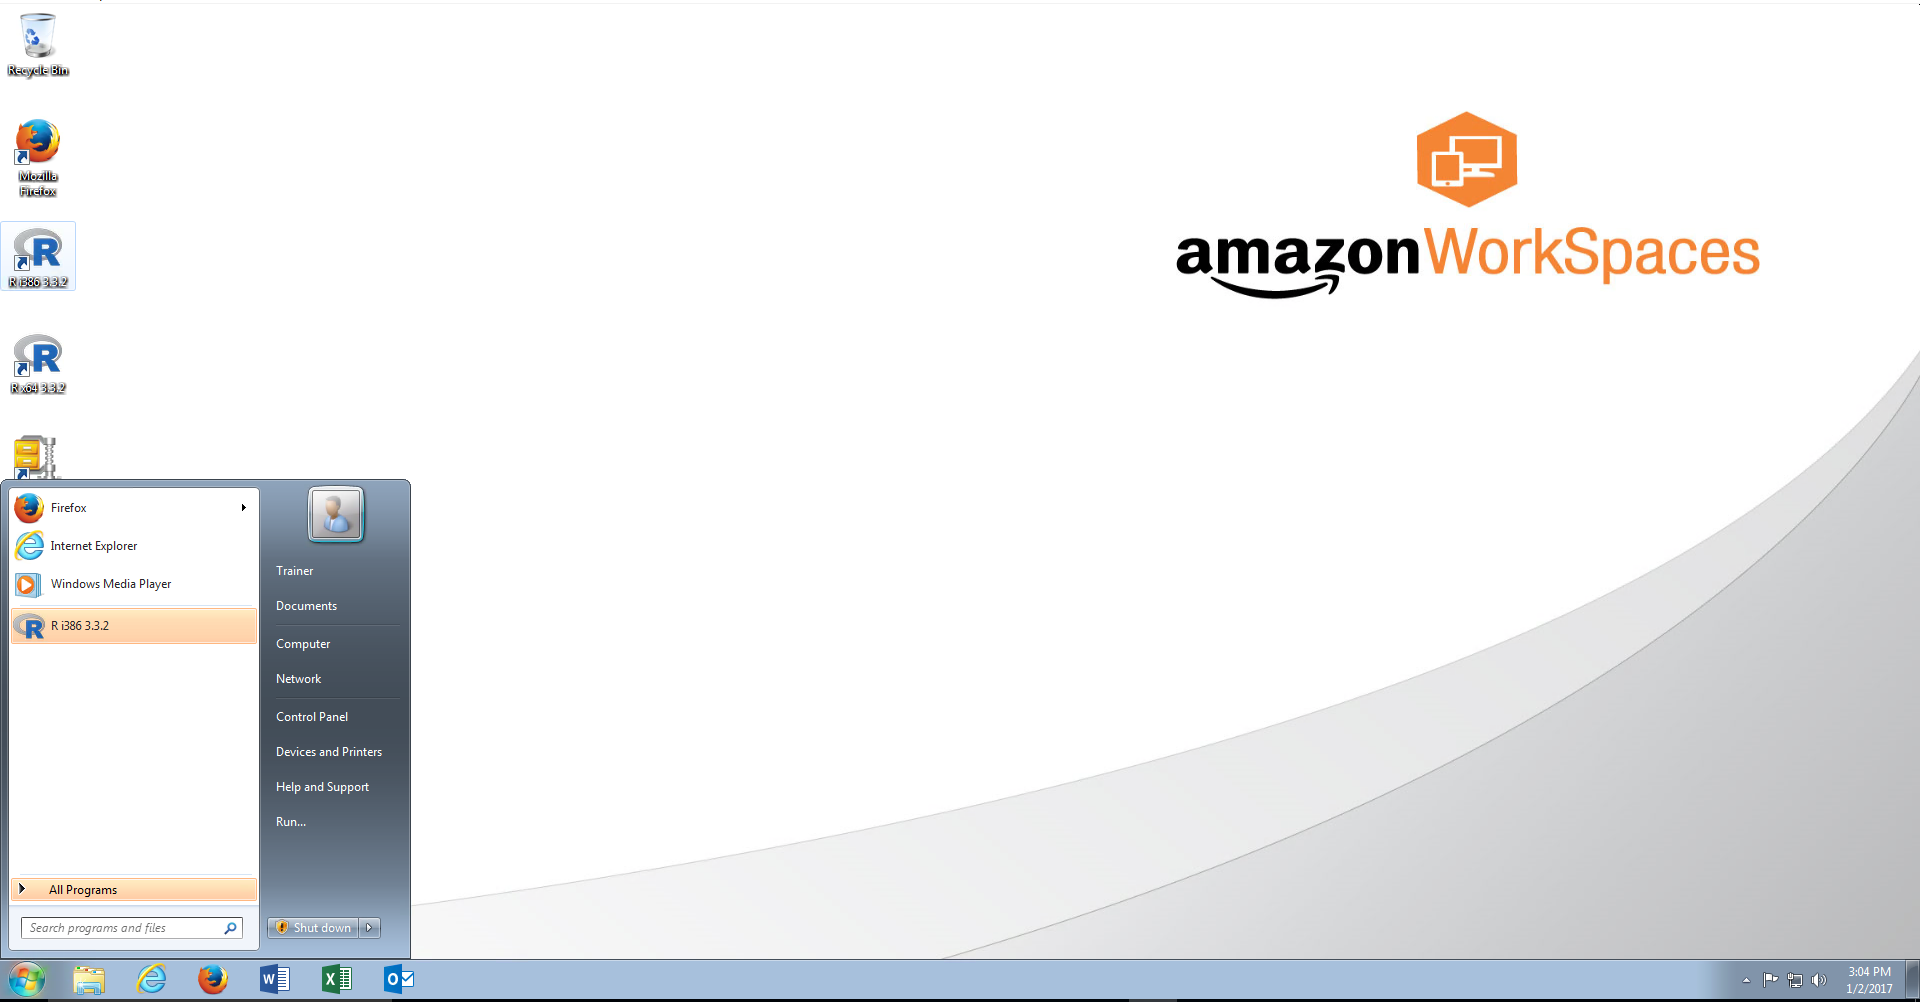 Recycle Bin
Mozilla
Firefox
R i386 3.3.2
R x64 3.3.2
amazon WorkSpaces
Firefox
Internet Explorer
Windows Media Player
R i386 3.3.2
All Programs
Search programs and files
Trainer
Documents
Computer
Network
Control Panel
Devices and Printers
Help and Support
Run...
Shut down
3:04 PM
1/2/2017